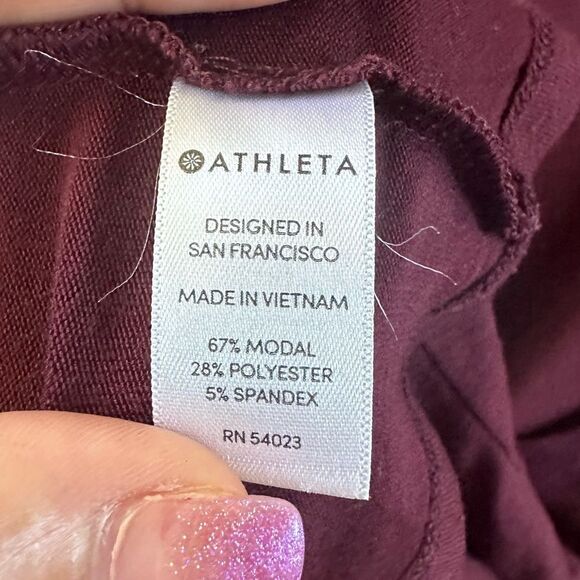 ATHLETA
DESIGNED IN
SAN FRANCISCO
MADE IN VIETNAM
67% MODAL
28% POLYESTER
5% SPANDEX
RN 54023